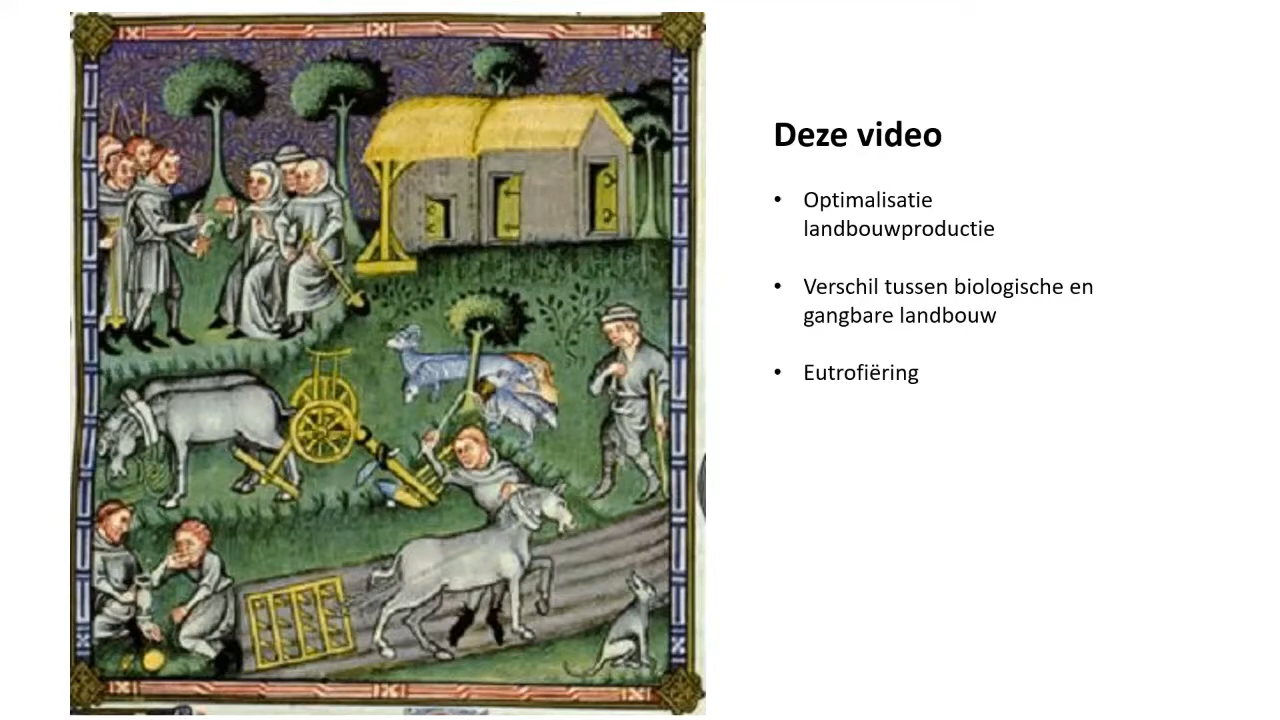 Deze video
• Optimalisatie
landbouwproductie
• Verschil tussen biologische en
gangbare landbouw
• Eutrofiëring